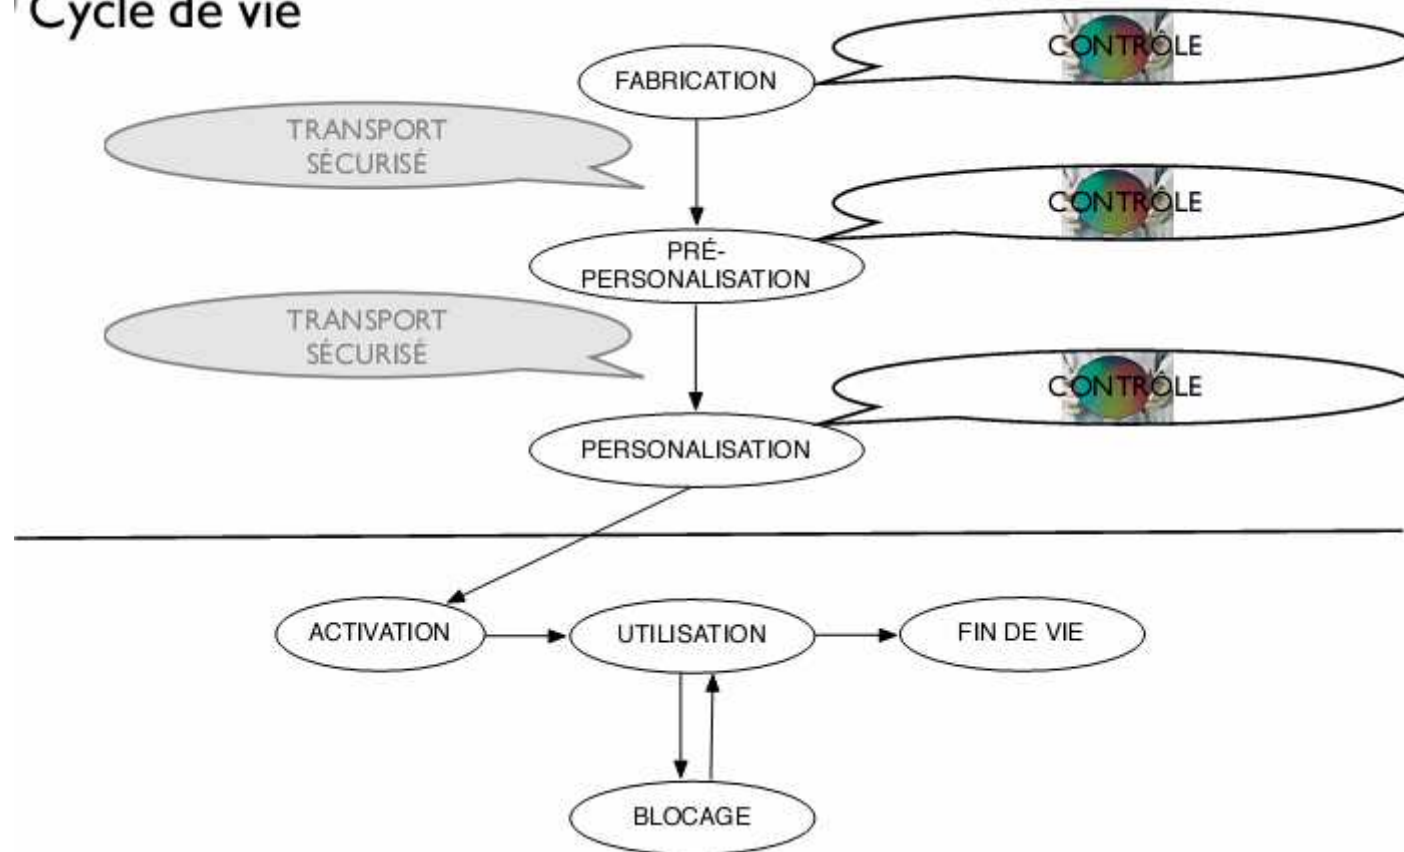 Cycle de vie
CONTRÔLE
FABRICATION
TRANSPORT
SÉCURISÉ
CONTRÔLE
PRÉ-
PERSONALISATION
TRANSPORT
SÉCURISÉ
CONTRÔLE
PERSONALISATION
ACTIVATION
UTILISATION
FIN DE VIE
BLOCAGE